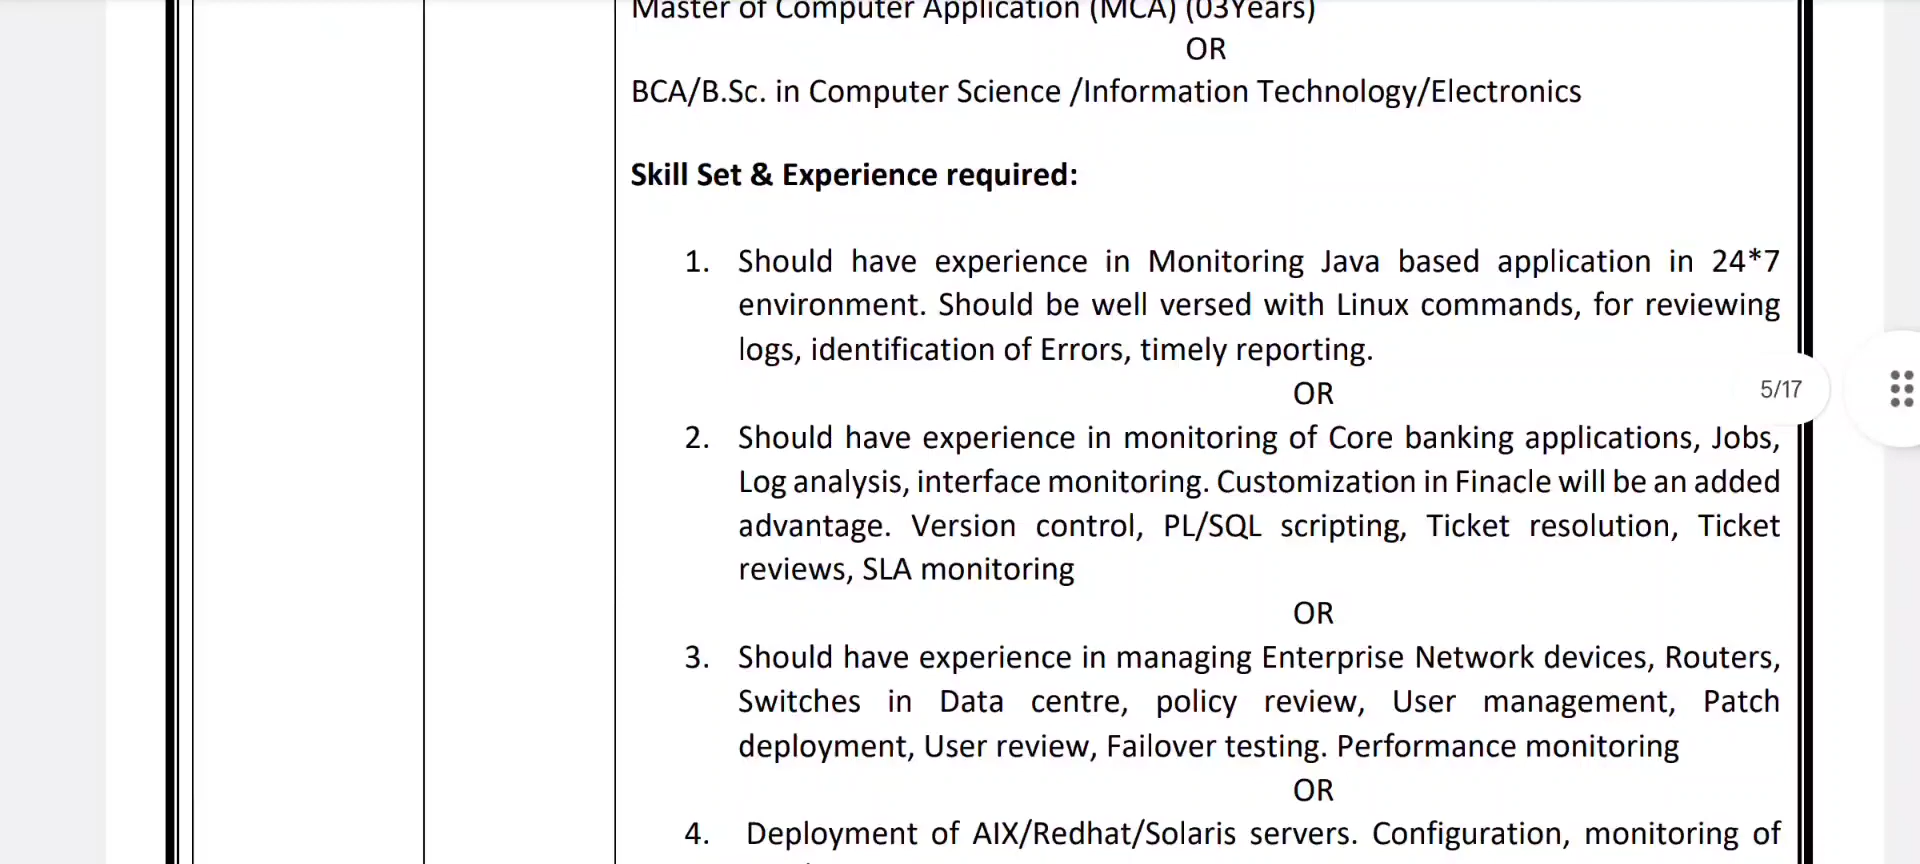 Master of Computer Application (MCA) (03Years)
OR
BCA/B.Sc. in Computer Science /Information Technology/Electronics
Skill Set & Experience required:
1. Should have experience in Monitoring Java based application in 24*7
environment. Should be well versed with Linux commands, for reviewing
logs, identification of Errors, timely reporting.
OR
5/17
2. Should have experience in monitoring of Core banking applications, Jobs,
Log analysis, interface monitoring. Customization in Finacle will be an added
advantage. Version control, PL/SQL scripting, Ticket resolution, Ticket
reviews, SLA monitoring
OR
3. Should have experience in managing Enterprise Network devices, Routers,
Switches in Data centre, policy review, User management, Patch
deployment, User review, Failover testing. Performance monitoring
OR
4. Deployment of AIX/Redhat/Solaris servers. Configuration, monitoring of